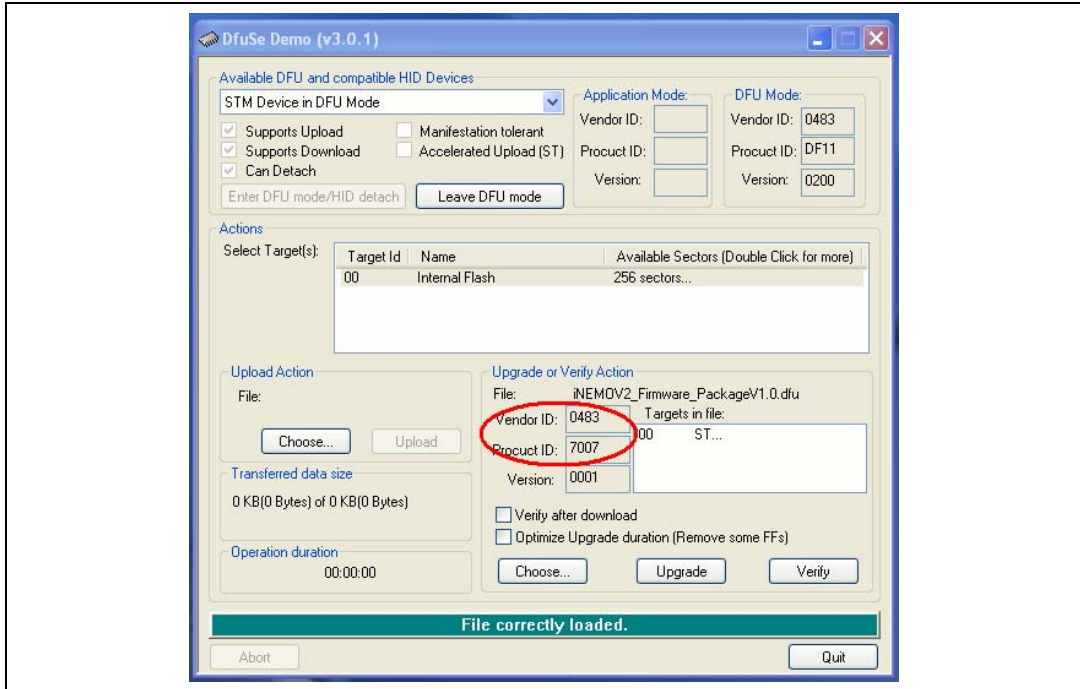 DfuSe Demo (v3.0.1)
Available DFU and compatible HID Devices
STM Device in DFU Mode
Supports Upload
Manifestation tolerant
Supports Download
Accelerated Upload (ST)
Can Detach
Enter DFU mode/HID detach
Leave DFU mode
Application Mode:
Vendor ID:
Procuct ID:
Version:
DFU Mode:
Vendor ID: 0483
Procuct ID: DF11
Version: 0200
Actions
Select Target(s):
Target Id Name Available Sectors (Double Click for more)
00 Internal Flash 256 sectors...
Upload Action
File:
Choose...
Upload
Transferred data size
0 KB(0 Bytes) of 0 KB(0 Bytes)
Operation duration
00:00:00
Upgrade or Verify Action
File: iNEMOV2_Firmware_PackageV1.0.dfu
Vendor ID: 0483
Procuct ID: 7007
Version: 0001
Targets in file:
00 ST...
Verify after download
Optimize Upgrade duration (Remove some FFs)
Choose...
Upgrade
Verify
File correctly loaded.
Abort
Quit